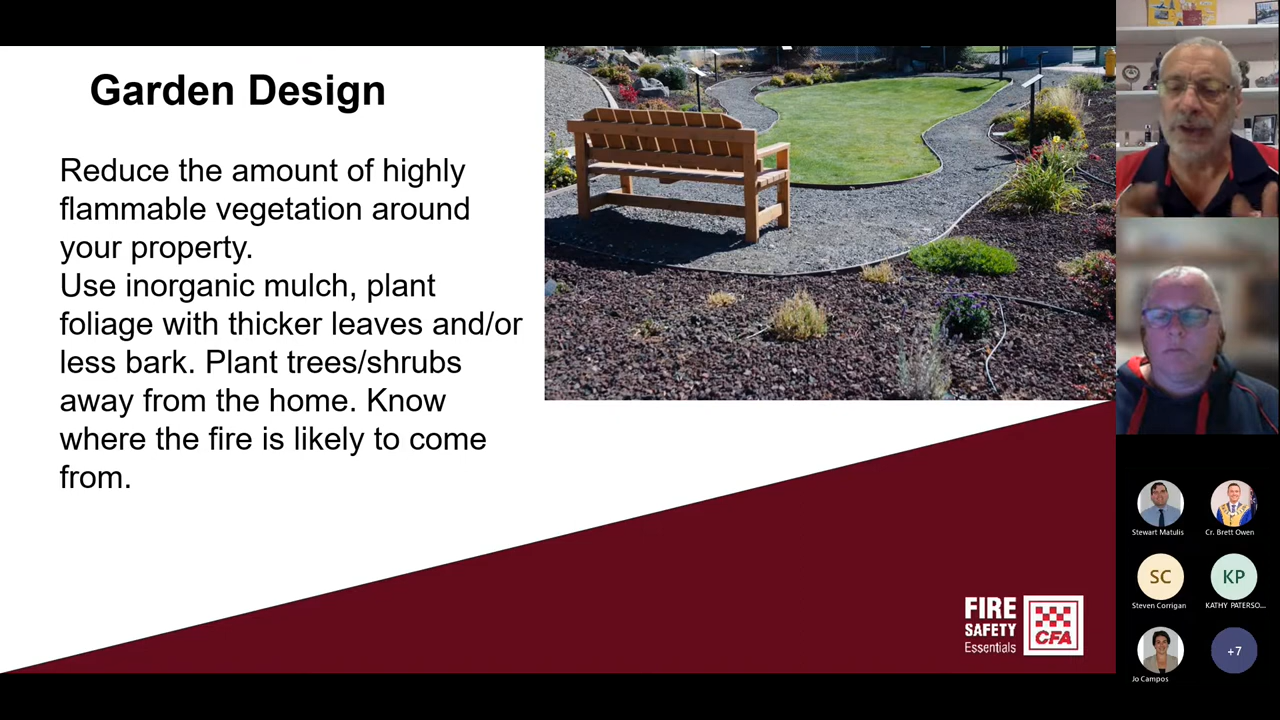 Garden Design
Reduce the amount of highly
flammable vegetation around
your property.
Use inorganic mulch, plant
foliage with thicker leaves and/or
less bark. Plant trees/shrubs
away from the home. Know
where the fire is likely to come
from.
FIRE
SAFETY
Essentials
CFA
Stewart Matulis
Cr. Brett Owen
SC
KP
Steven Corrigan
KATHY PATERSO...
+7
Jo Campos